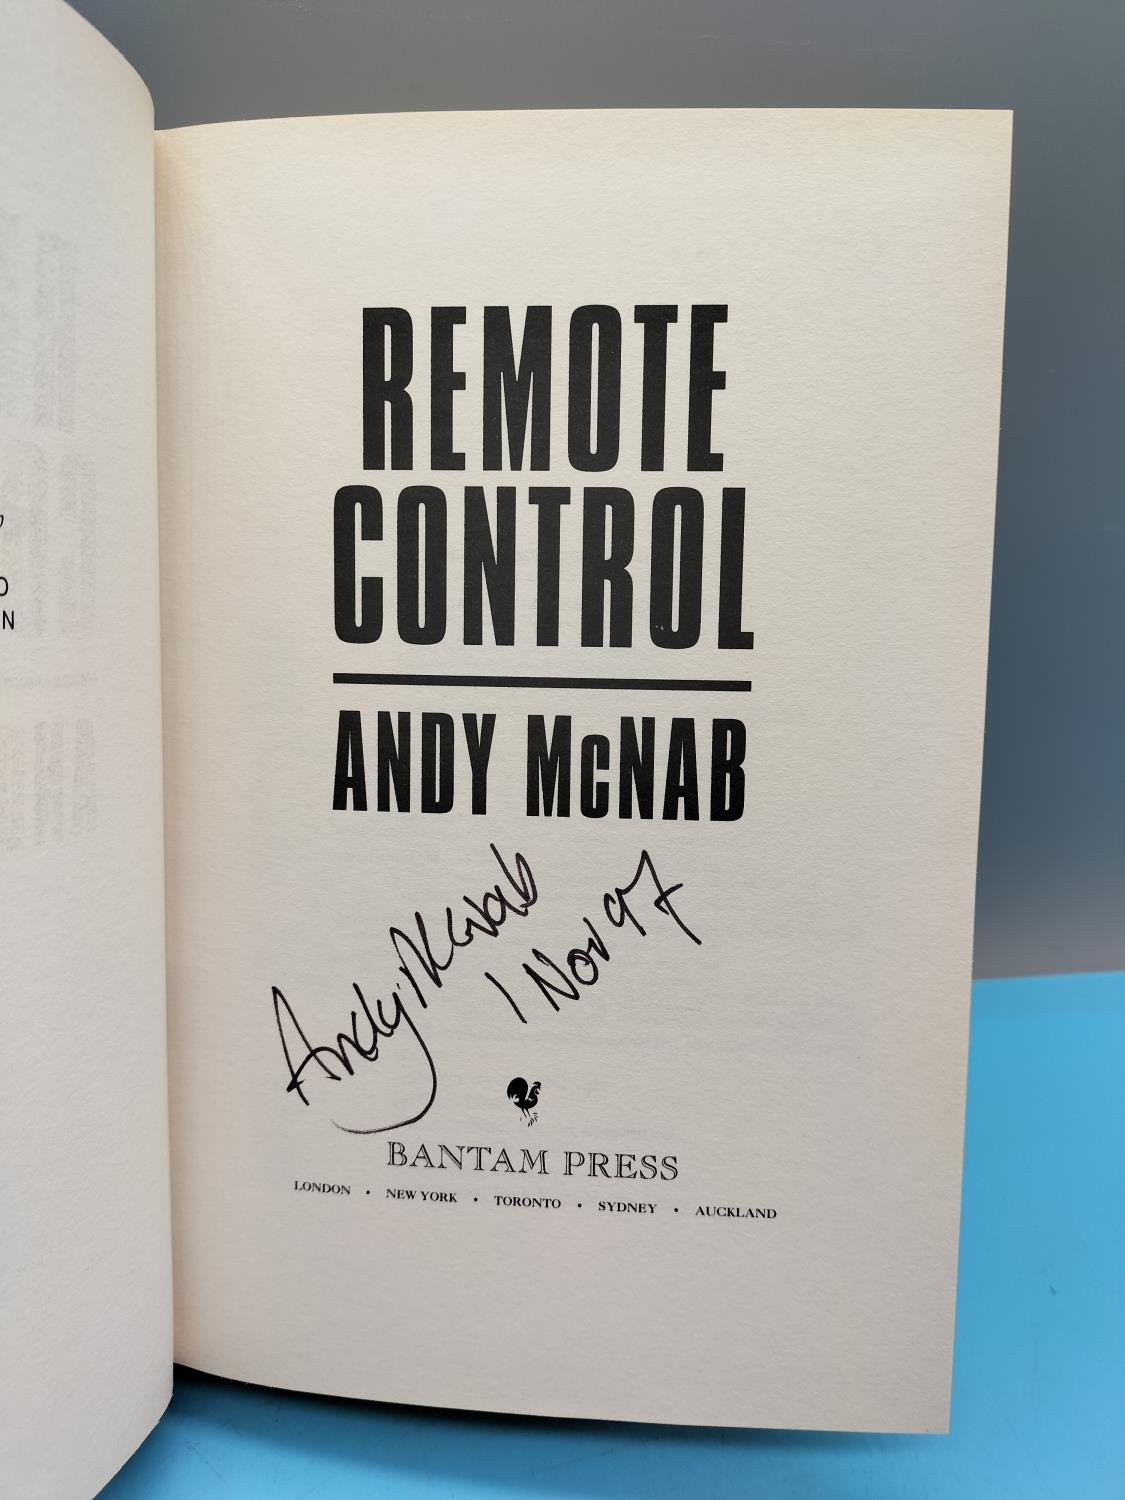 REMOTE
CONTROL
ANDY McNAB
Andy McNab
1 Nov 97
BANTAM PRESS
LONDON • NEW YORK • TORONTO • SYDNEY • AUCKLAND
O
N